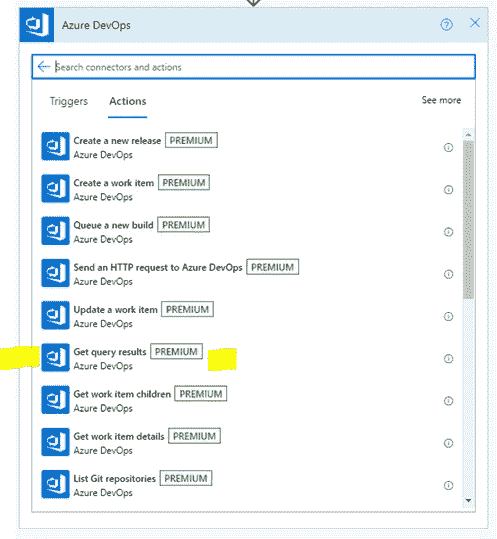 Azure DevOps
Search connectors and actions
Triggers Actions See more
Create a new release PREMIUM
Azure DevOps
Create a work item PREMIUM
Azure DevOps
Queue a new build PREMIUM
Azure DevOps
Send an HTTP request to Azure DevOps PREMIUM
Azure DevOps
Update a work item PREMIUM
Azure DevOps
Get query results PREMIUM
Azure DevOps
Get work item children PREMIUM
Azure DevOps
Get work item details PREMIUM
Azure DevOps
List Git repositories PREMIUM
Azure DevOps